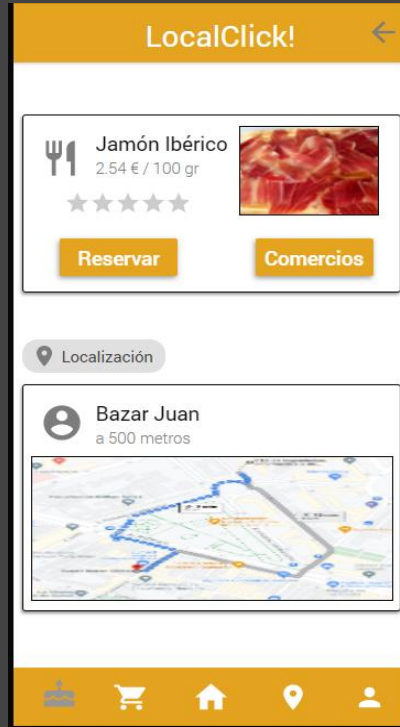 LocalClick!
Jamón Ibérico
2.54 € / 100 gr
Reservar
Comercios
Localización
Bazar Juan
a 500 metros